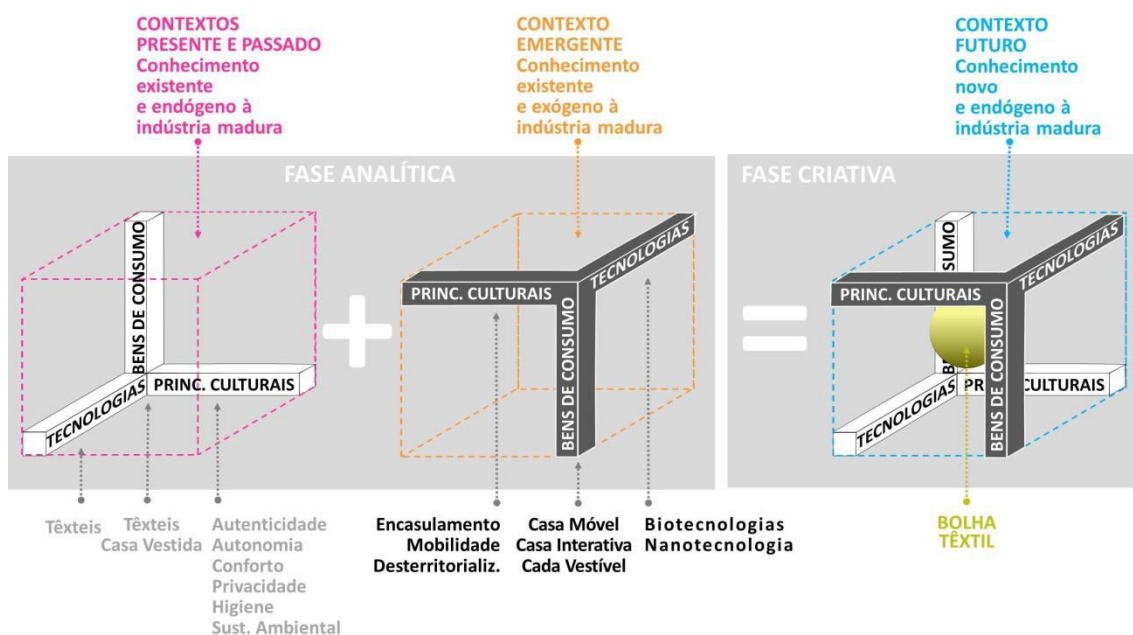 CONTEXTOS
PRESENTE E PASSADO
Conhecimento
existente
e endógeno à
indústria madura
CONTEXTO
EMERGENTE
Conhecimento
existente
e exógeno à
indústria madura
CONTEXTO
FUTURO
Conhecimento
novo
e endógeno à
indústria madura
FASE ANALÍTICA
FASE CRIATIVA
BENS DE CONSUMO
TECNOLOGIAS
PRINC. CULTURAIS
PRINC. CULTURAIS
TECNOLOGIAS
BENS DE CONSUMO
SUMO
TECNOLOGIAS
PRINC. CULTURAIS
BENS DE CONSUMO
TECNOLOGIAS
PRINC. CULTURAIS
Têxteis
Têxteis
Casa Vestida
Autenticidade
Autonomia
Conforto
Privacidade
Higiene
Sust. Ambiental
Encasulamento
Mobilidade
Desterritorializ.
Casa Móvel
Casa Interativa
Cada Vestível
Biotecnologias
Nanotecnologia
BOLHA
TÊXTIL